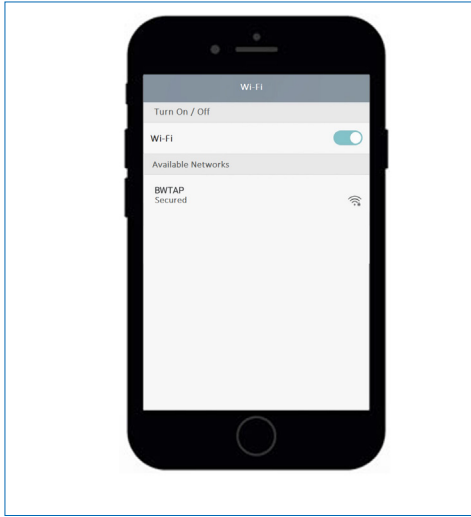 Wi-Fi
Turn On / Off
Wi-Fi
Available Networks
BWTAP
Secured